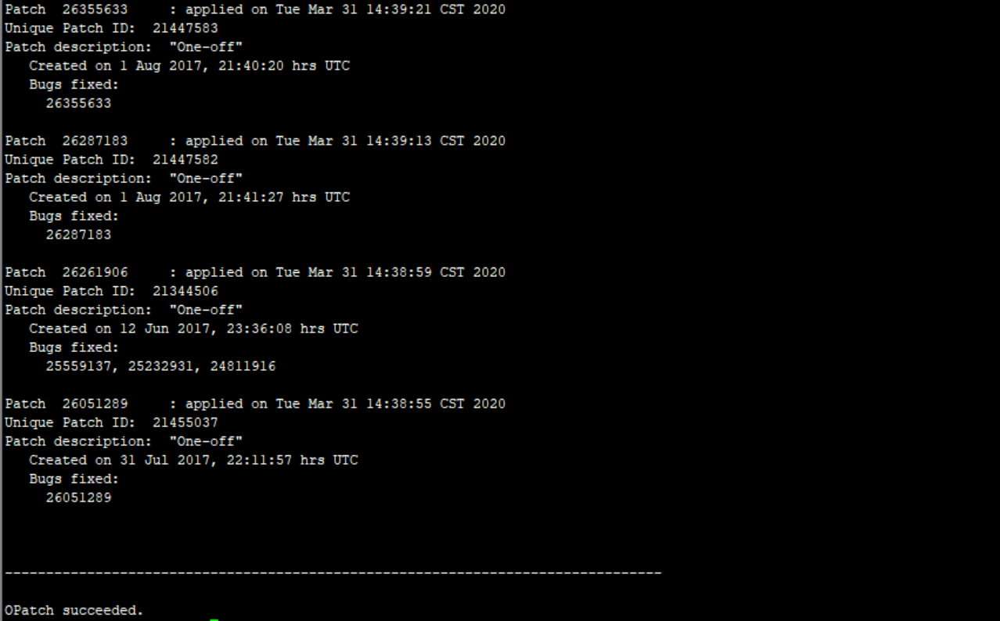 Patch  26355633     : applied on Tue Mar 31 14:39:21 CST 2020
Unique Patch ID:  21447583
Patch description:  "One-off"
   Created on 1 Aug 2017, 21:40:20 hrs UTC
   Bugs fixed:
     26355633

Patch  26287183     : applied on Tue Mar 31 14:39:13 CST 2020
Unique Patch ID:  21447582
Patch description:  "One-off"
   Created on 1 Aug 2017, 21:41:27 hrs UTC
   Bugs fixed:
     26287183

Patch  26261906     : applied on Tue Mar 31 14:38:59 CST 2020
Unique Patch ID:  21344506
Patch description:  "One-off"
   Created on 12 Jun 2017, 23:36:08 hrs UTC
   Bugs fixed:
     25559137, 25232931, 24811916

Patch  26051289     : applied on Tue Mar 31 14:38:55 CST 2020
Unique Patch ID:  21455037
Patch description:  "One-off"
   Created on 31 Jul 2017, 22:11:57 hrs UTC
   Bugs fixed:
     26051289

--------------------------------------------------------------------------------

OPatch succeeded.